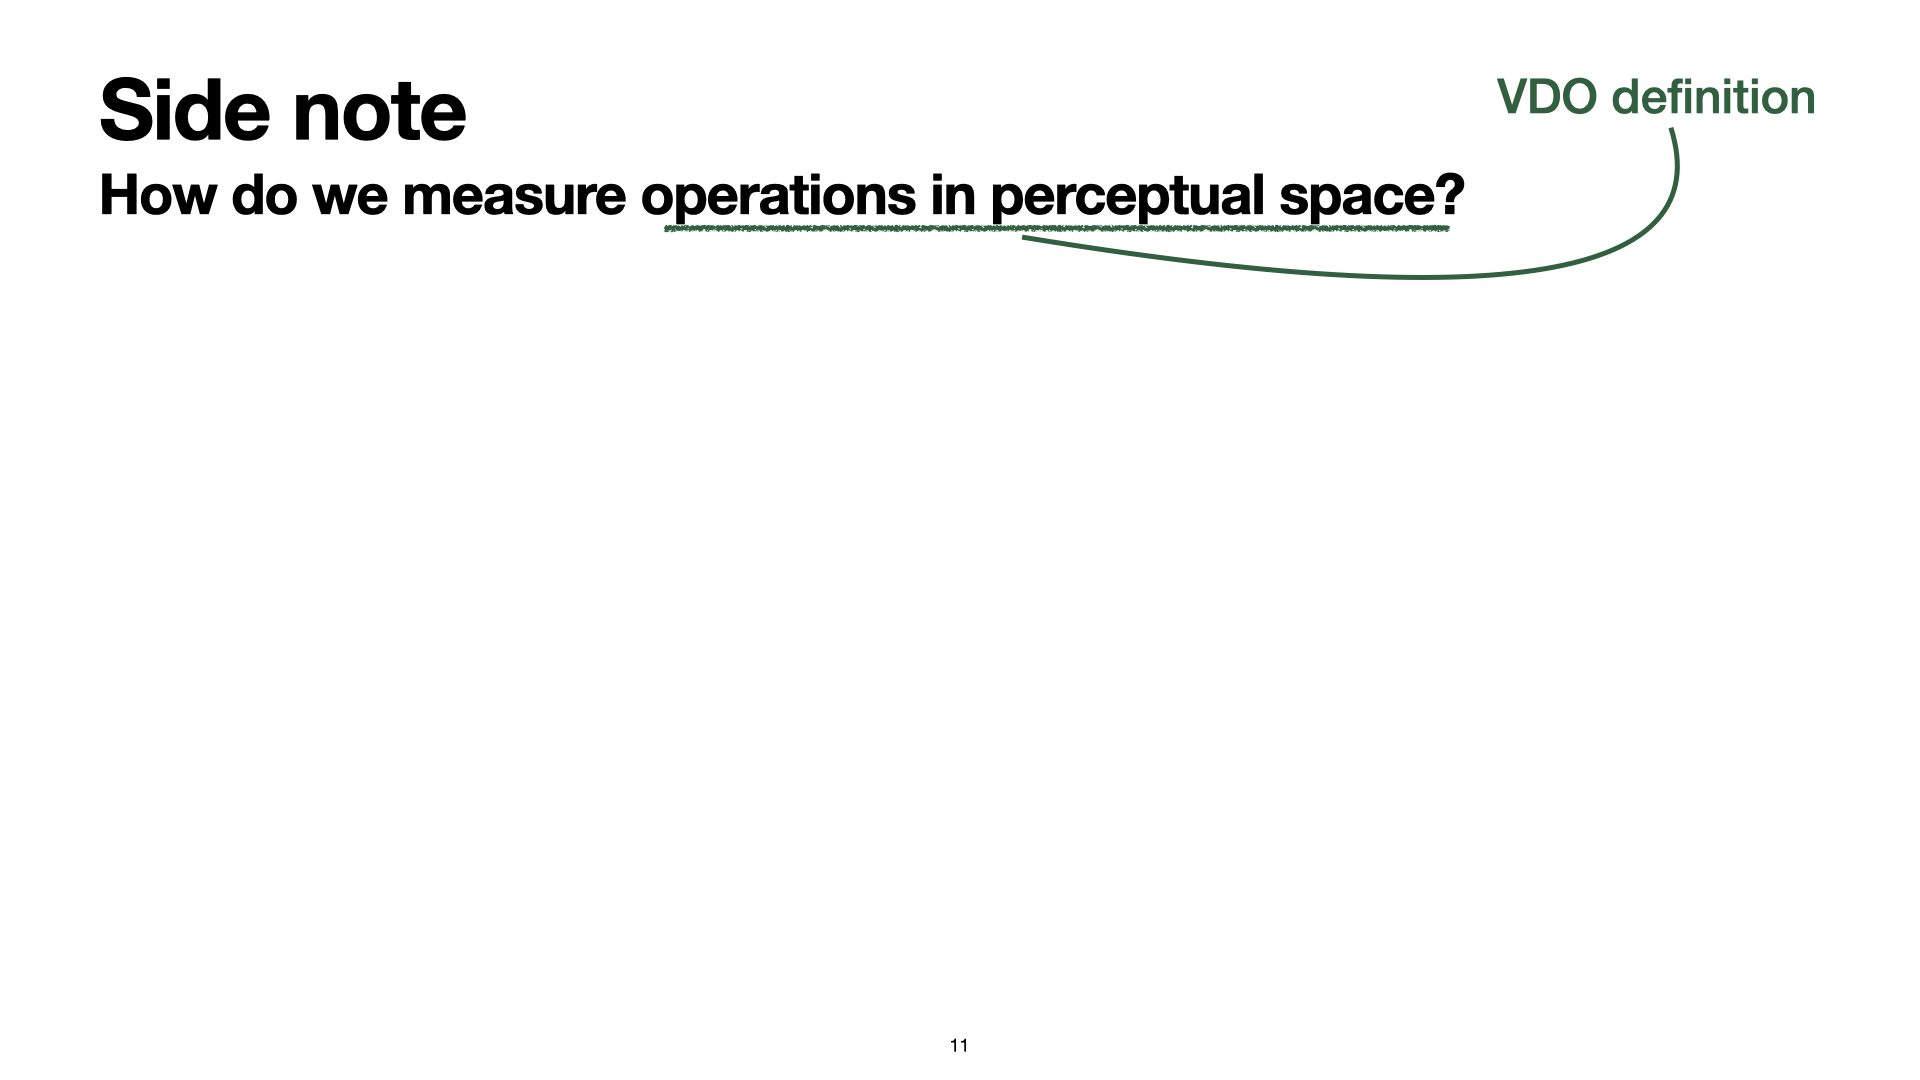 Side note
VDO definition
How do we measure operations in perceptual space?
11